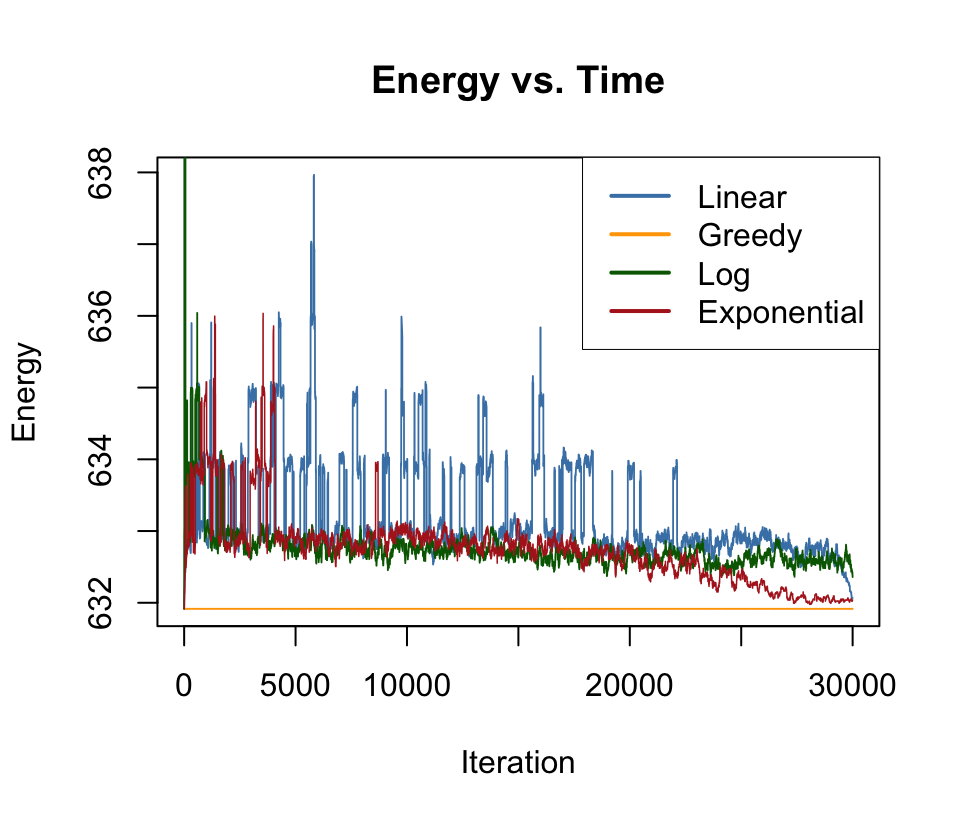 Energy vs. Time
Energy
638
636
634
632
Linear
Greedy
Log
Exponential
0 5000 10000 20000 30000
Iteration